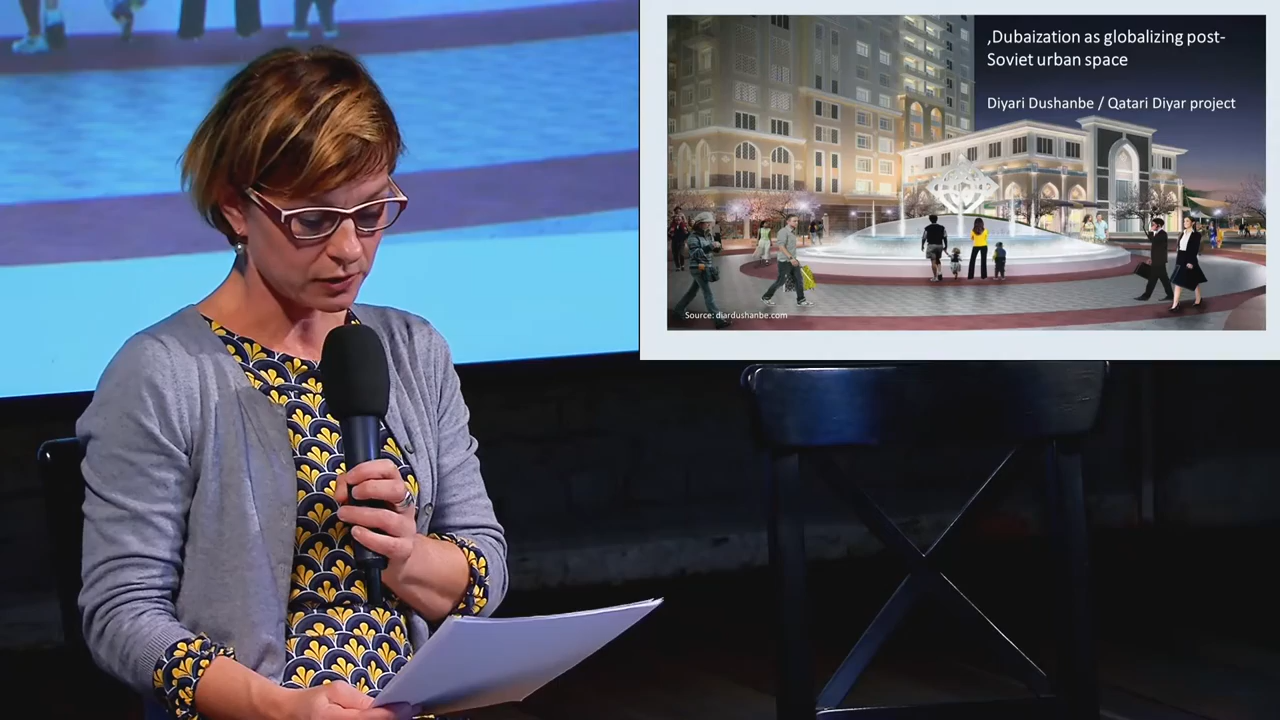 ‚Dubaization as globalizing post-
Soviet urban space
Diyari Dushanbe / Qatari Diyar project
Source: diardushanbe.com